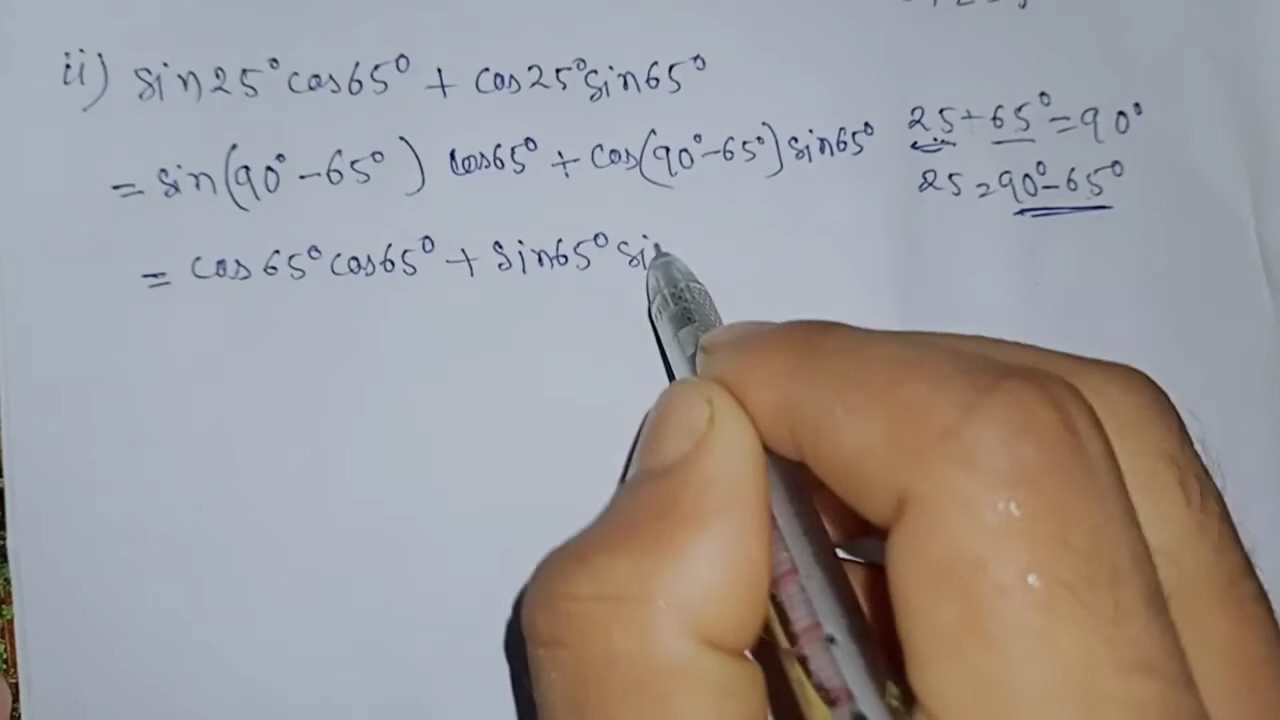 ii) sin25° cos65° + cos25° sin65°
= sin(90° - 65°) cos65° + cos(90° - 65°) sin65°
= cos65° cos65° + sin65° si
25 + 65° = 90°
25 = 90° - 65°